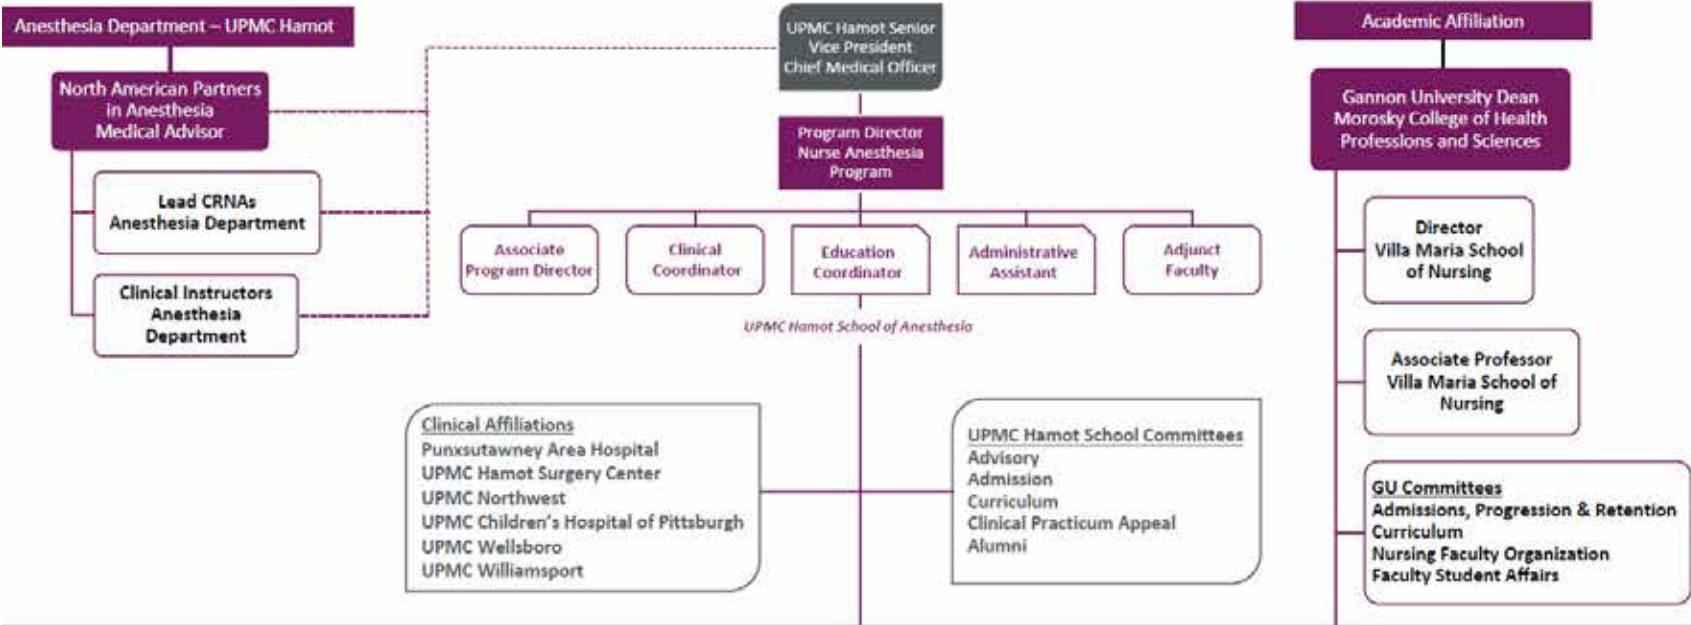 Anesthesia Department – UPMC Hamot
North American Partners
in Anesthesia
Medical Advisor
Lead CRNAs
Anesthesia Department
Clinical Instructors
Anesthesia
Department
UPMC Hamot Senior
Vice President
Chief Medical Officer
Program Director
Nurse Anesthesia
Program
Associate
Program Director
Clinical
Coordinator
Education
Coordinator
Administrative
Assistant
Adjunct
Faculty
UPMC Hamot School of Anesthesia
Clinical Affiliations
Punxsutawney Area Hospital
UPMC Hamot Surgery Center
UPMC Northwest
UPMC Children's Hospital of Pittsburgh
UPMC Wellsboro
UPMC Williamsport
UPMC Hamot School Committees
Advisory
Admission
Curriculum
Clinical Practicum Appeal
Alumni
Academic Affiliation
Gannon University Dean
Morosky College of Health
Professions and Sciences
Director
Villa Maria School
of Nursing
Associate Professor
Villa Maria School of
Nursing
GU Committees
Admissions, Progression & Retention
Curriculum
Nursing Faculty Organization
Faculty Student Affairs